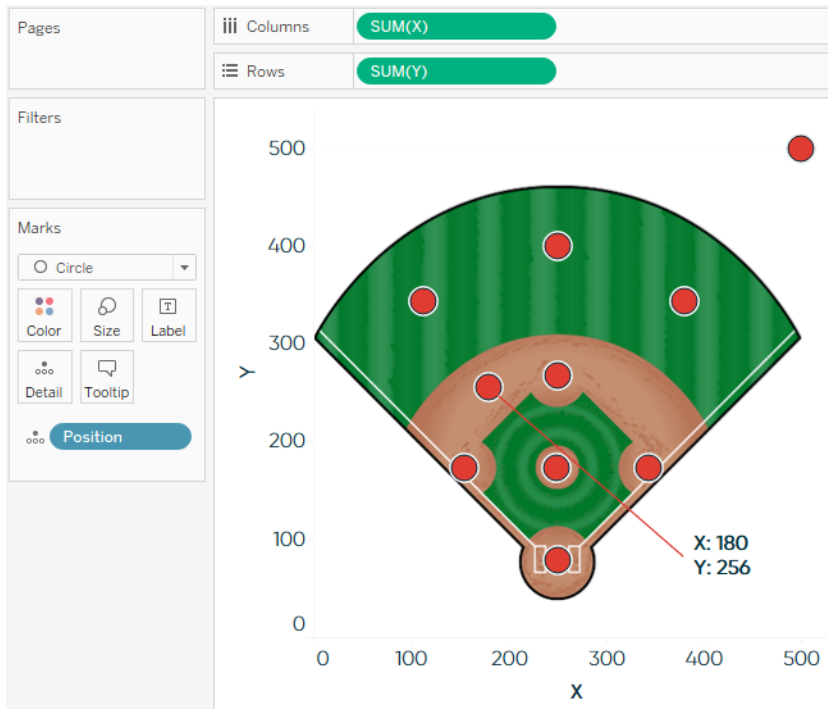 Pages
Columns
SUM(X)
Rows
SUM(Y)
Filters
Marks
Circle
Color
Size
Label
Detail
Tooltip
Position
500
400
300
200
100
0
Y
X: 180
Y: 256
0
100
200
300
400
500
X